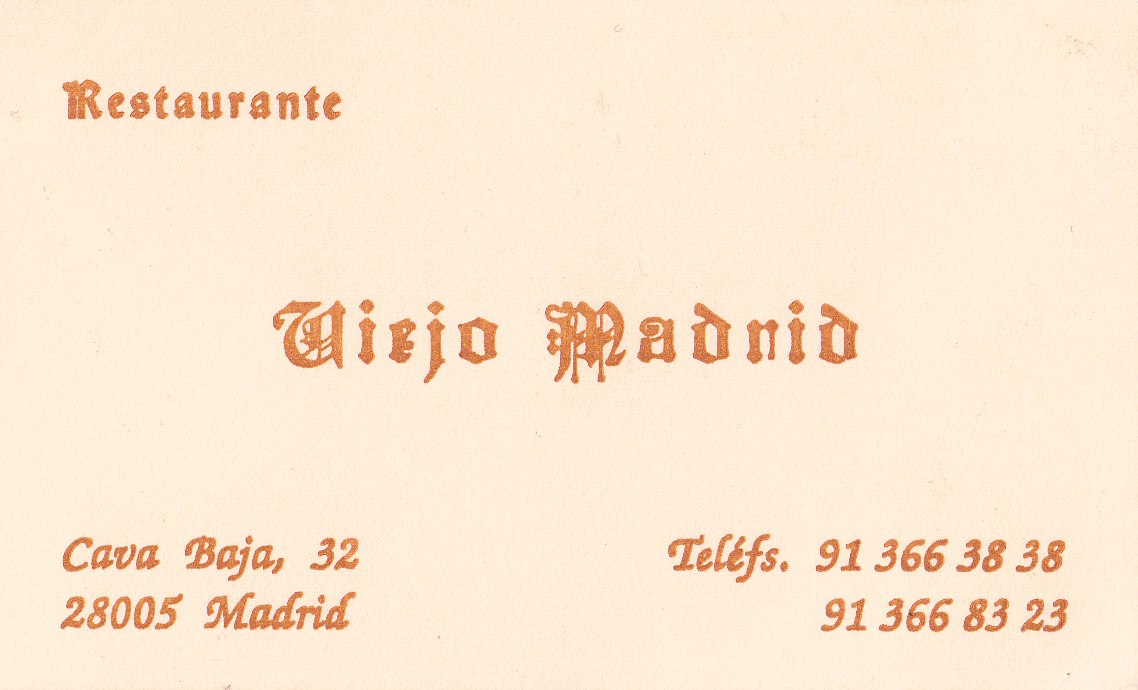 Restaurante
Viejo Madrid
Cava Baja, 32
28005 Madrid
Teléfs. 91 366 38 38
91 366 83 23